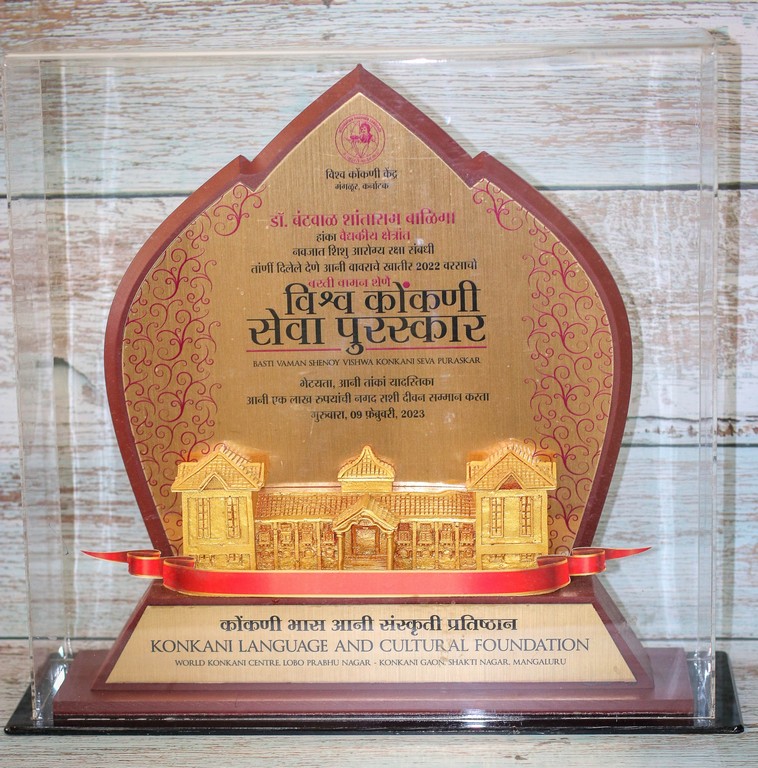 विश्व कोंकणी केंद्र
मंगळूर, कर्नाटक
डॉ. बंटवाळ शांताराम बाळिगा
हांका वैद्यकीय क्षेत्रांत
नवजात शिशु आरोग्य रक्षा संबंधी
तांणीं दिलेले देणे आनी वावराचे खातीर 2022 वरसाचो
बस्ती वामन शेणै
विश्व कोंकणी
सेवा पुरस्कार
BASTI VAMAN SHENOY VISHWA KONKANI SEVA PURASKAR
भेटयता, आनी तांकां यादस्तिका
आनी एक लाख रुपयांची नगद राशी दीवन सम्मान करता
गुरुवारा, 09 फ़ेब्रुवरी, 2023
कोंकणी भास आनी संस्कृती प्रतिष्ठान
KONKANI LANGUAGE AND CULTURAL FOUNDATION
WORLD KONKANI CENTRE, LOBO PRABHU NAGAR - KONKANI GAON, SHAKTI NAGAR, MANGALURU